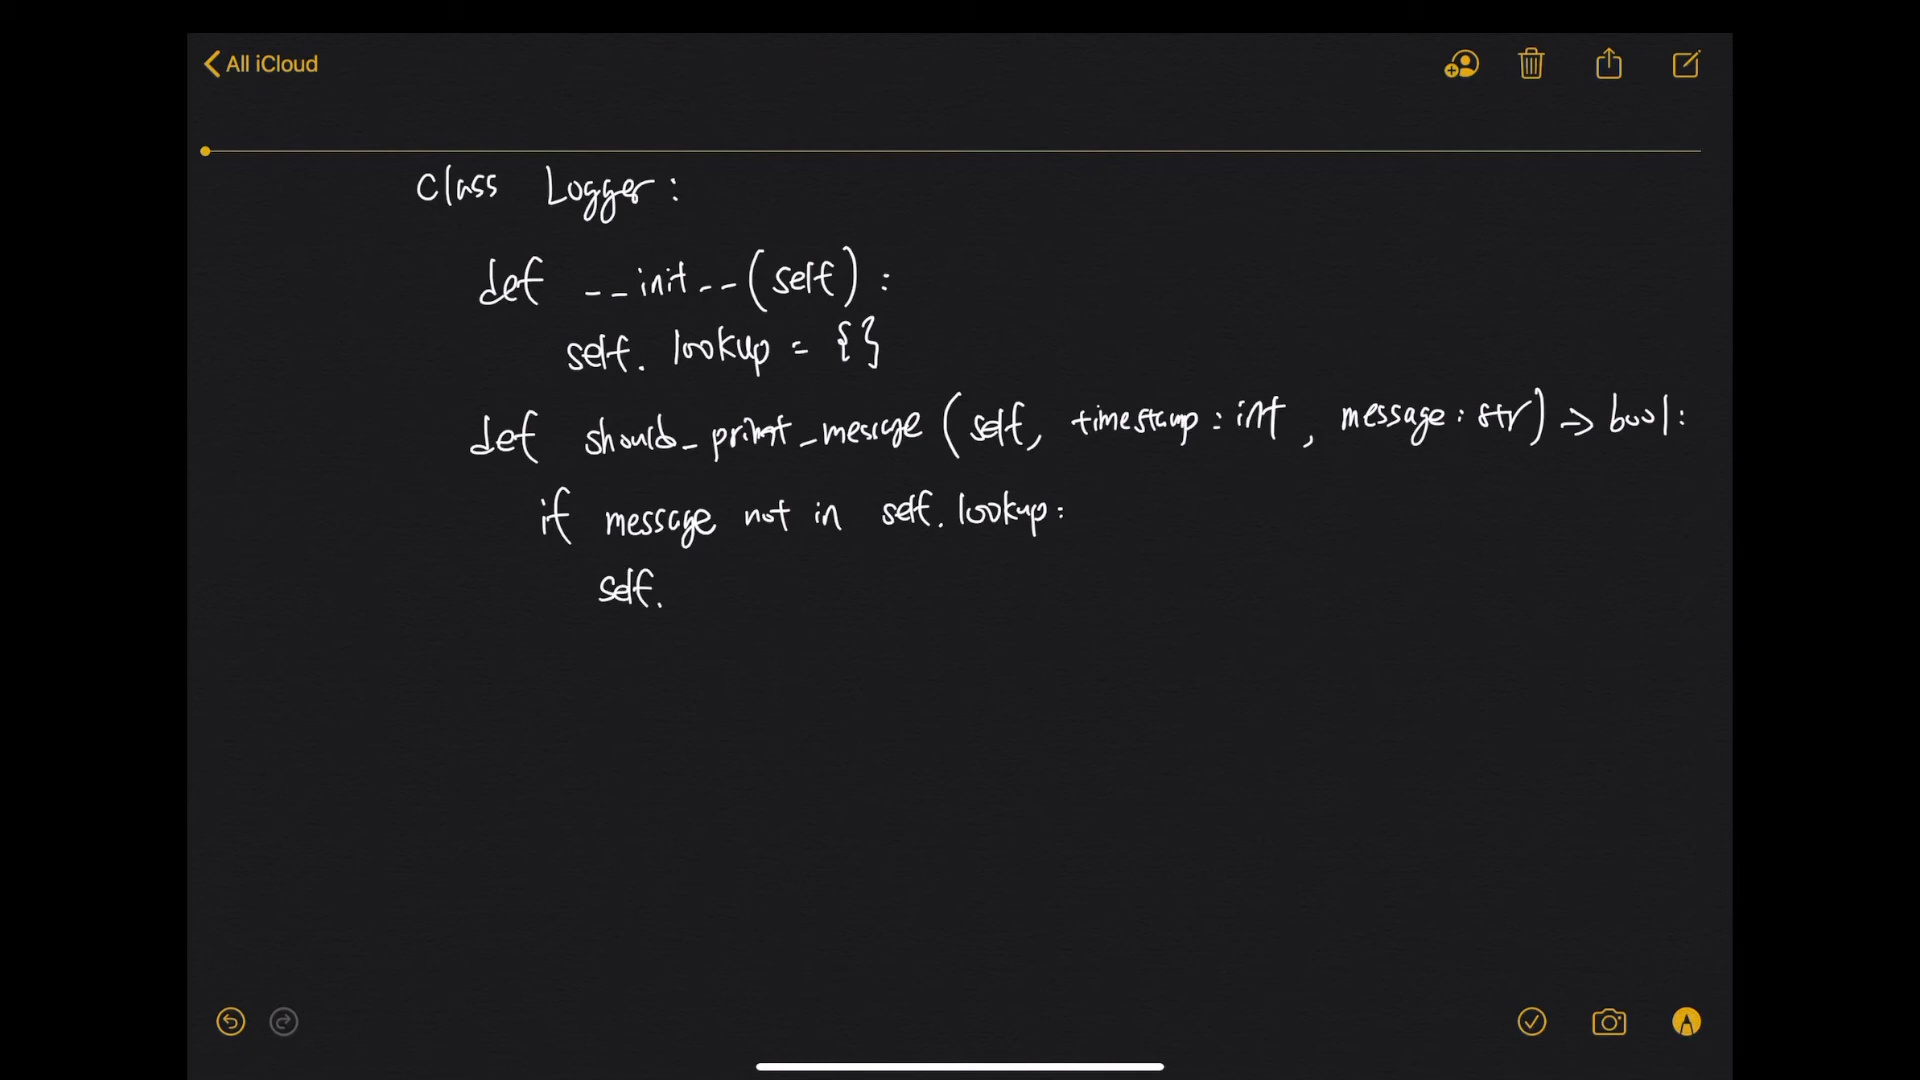 All iCloud
class Logger:
def __init__(self):
self.lookup = {}
def should_print_message(self, timestamp: int, message: str) -> bool:
if message not in self.lookup:
self.